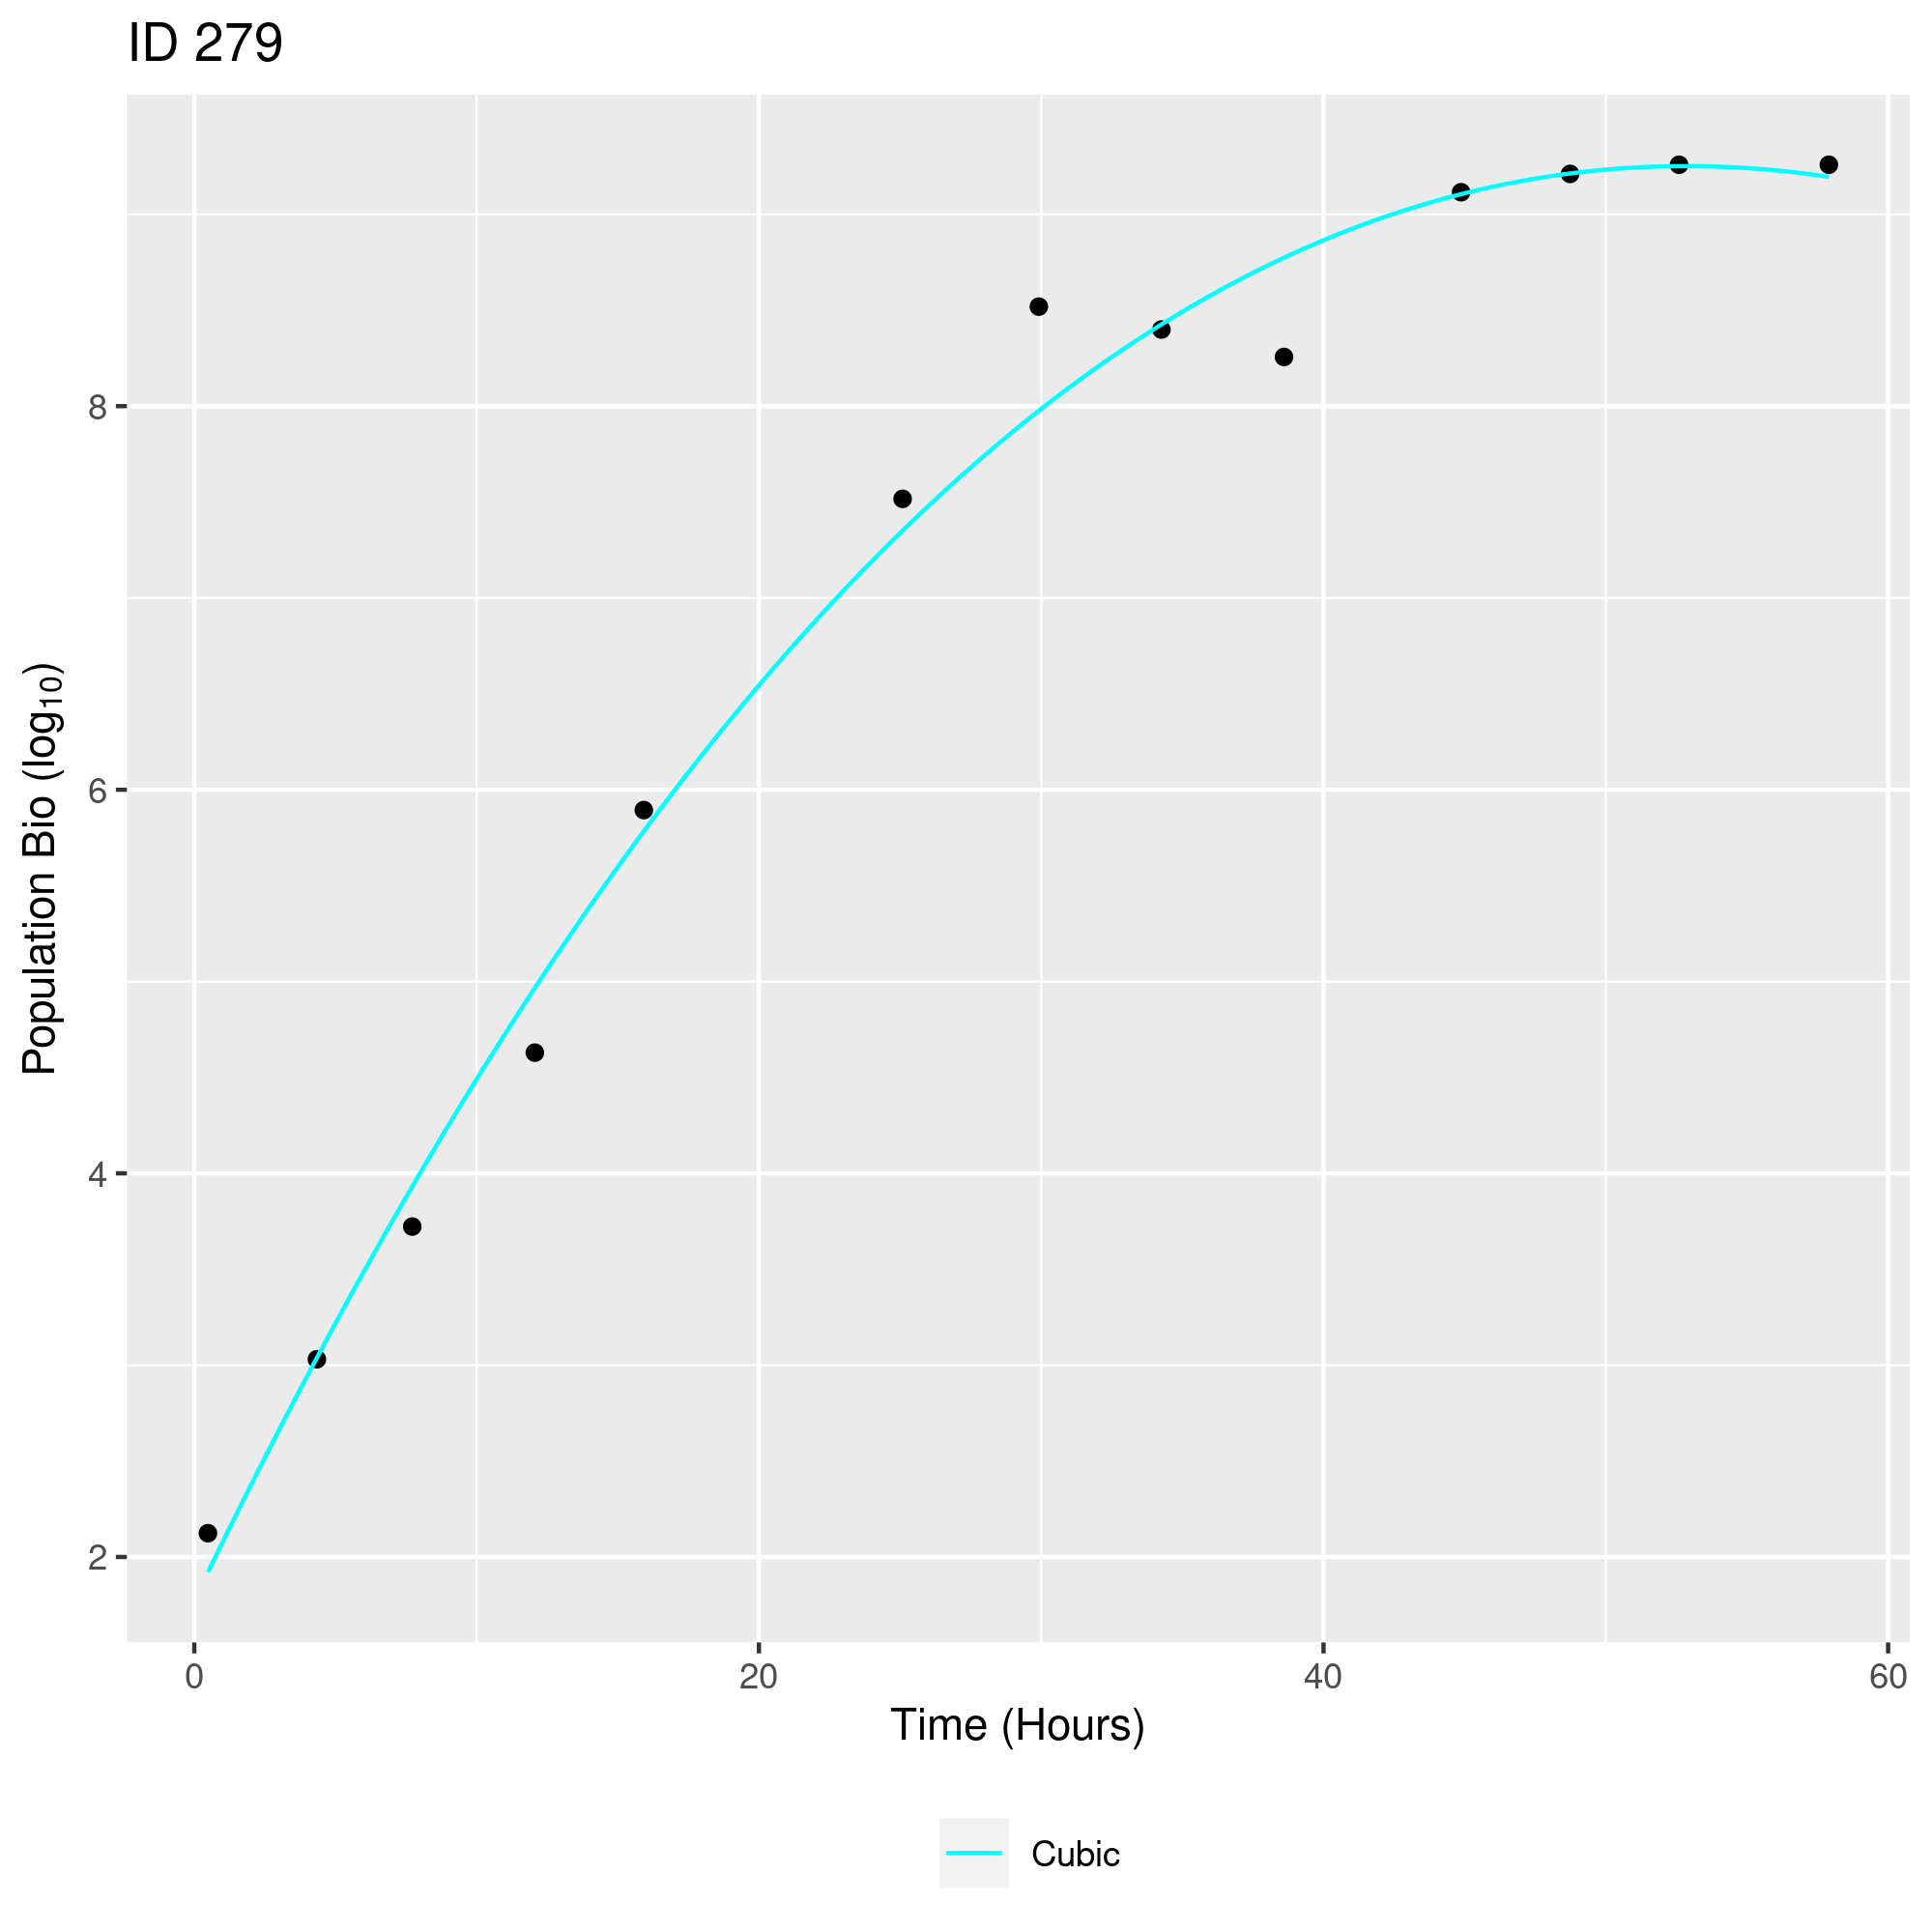 ID 279
Population Bio (log₁₀)
8
6
4
2
0 20 40 60
Time (Hours)
Cubic